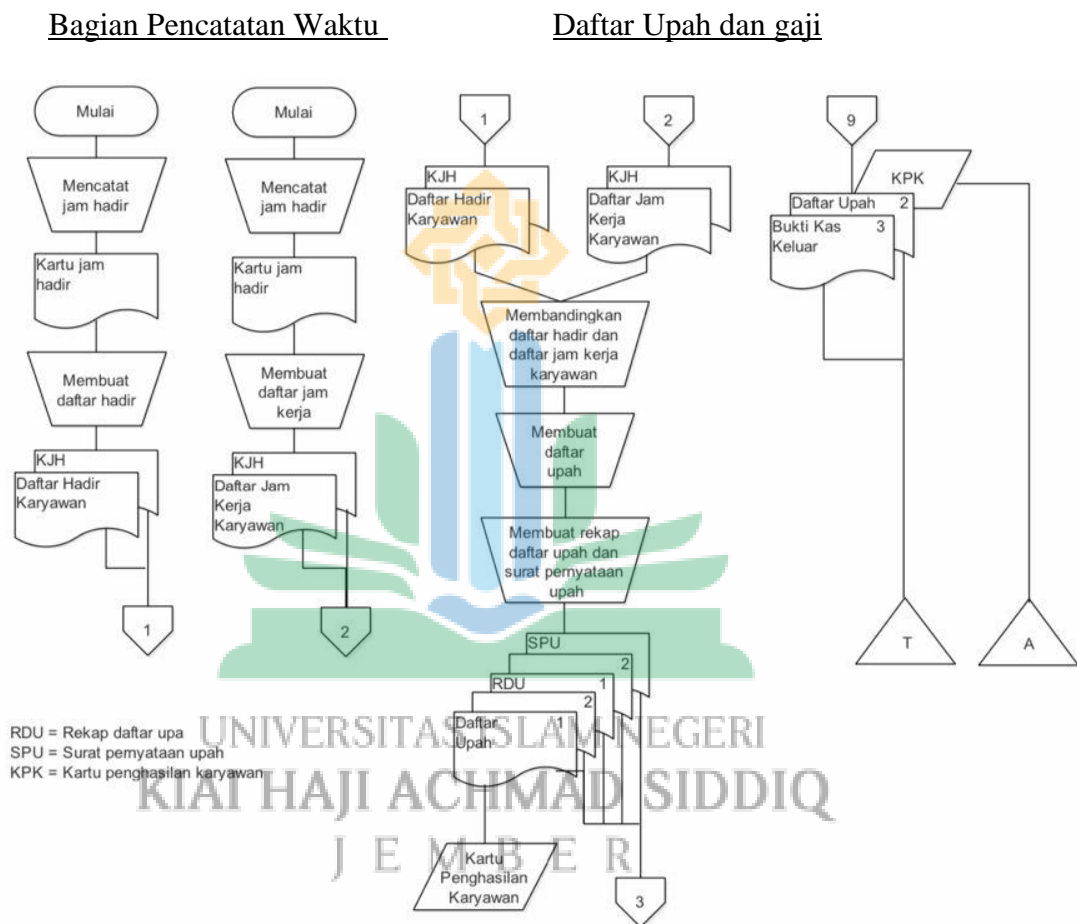 Bagian Pencatatan Waktu
Daftar Upah dan gaji
Mulai
Mencatat
jam hadir
Kartu jam
hadir
Membuat
daftar hadir
KJH
Daftar Hadir
Karyawan
1
Mulai
Mencatat
jam hadir
Kartu jam
hadir
Membuat
daftar jam
kerja
KJH
Daftar Jam
Kerja
Karyawan
2
1
KJH
Daftar Hadir
Karyawan
2
KJH
Daftar Jam
Kerja
Karyawan
Membandingkan
daftar hadir dan
daftar jam kerja
karyawan
Membuat
daftar
upah
Membuat rekap
daftar upah dan
surat pernyataan
upah
SPU
2
RDU 1
2
Daftar 1
Upah
Kartu
Penghasilan
Karyawan
3
9
KPK
Daftar Upah 2
Bukti Kas 3
Keluar
T
A
RDU = Rekap daftar upa
SPU = Surat pernyataan upah
KPK = Kartu penghasilan karyawan
UNIVERSITAS ISLAM NEGERI
KIAI HAJI ACHMAD SIDDIQ
JEMBER